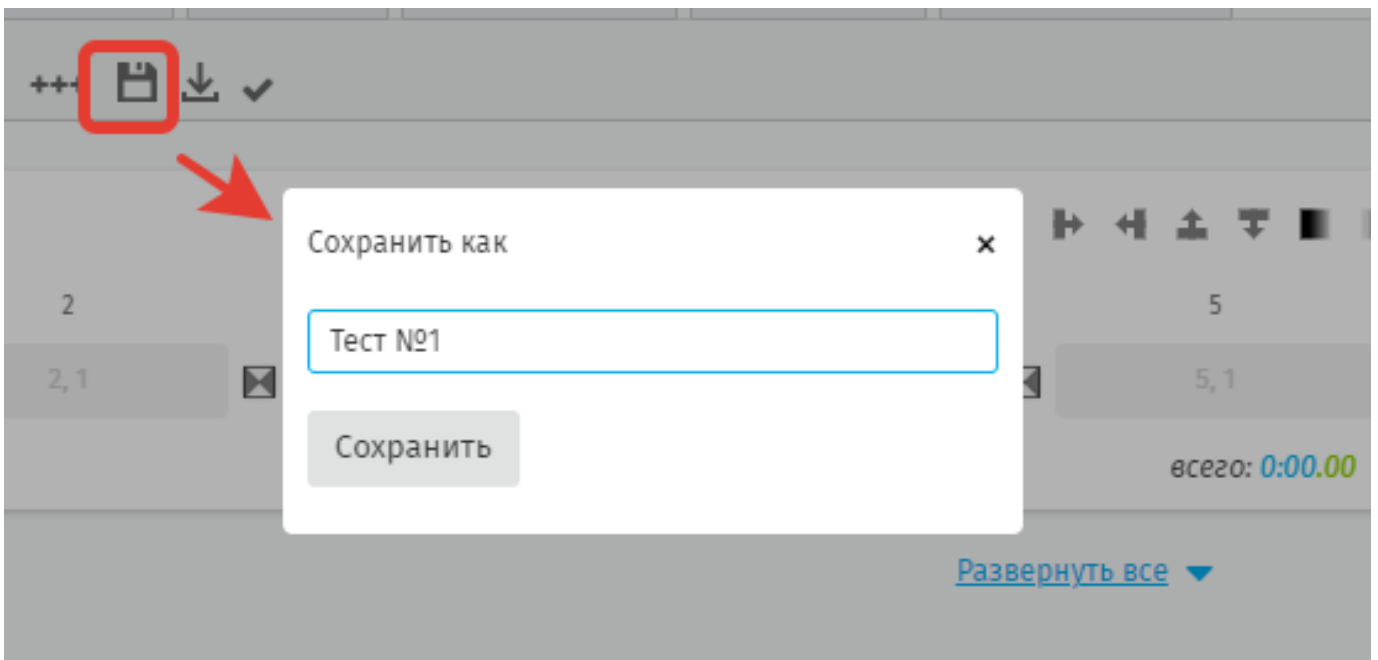 +++
Сохранить как
×
2
5
Тест №1
2, 1
5, 1
Сохранить
всего: 0:00.00
Развернуть все